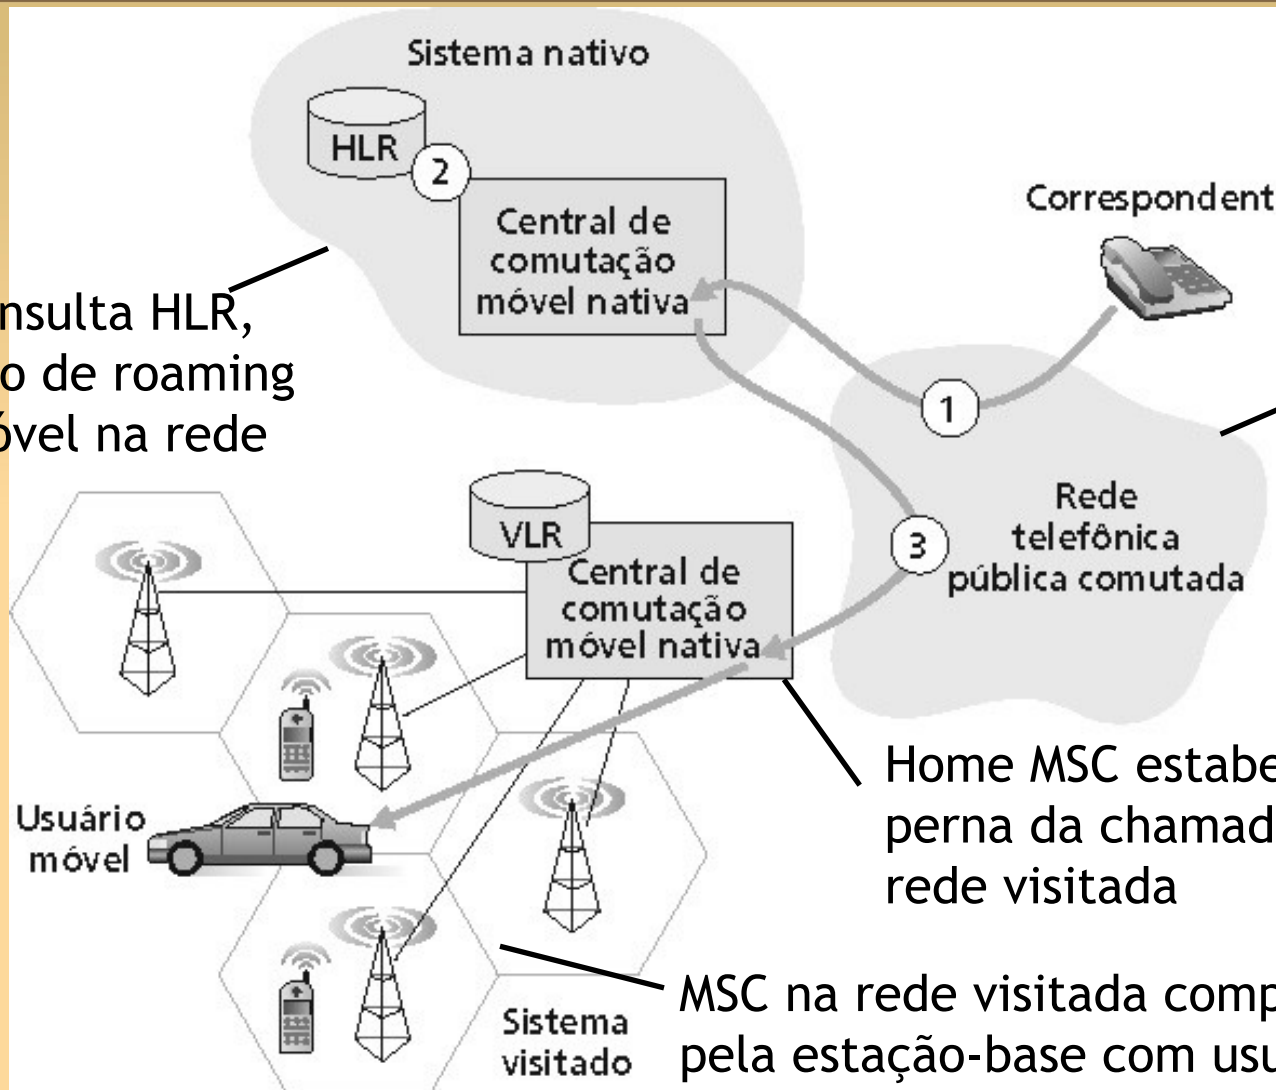 Sistema nativo
HLR
2
Central de
comutação
móvel nativa
Correspondent
nsulta HLR,
o de roaming
óvel na rede
1
Rede
telefônica
pública comutada
3
VLR
Central de
comutação
móvel nativa
Usuário
móvel
Home MSC estabe
perna da chamad
rede visitada
MSC na rede visitada comp
pela estação-base com usu
Sistema
visitado